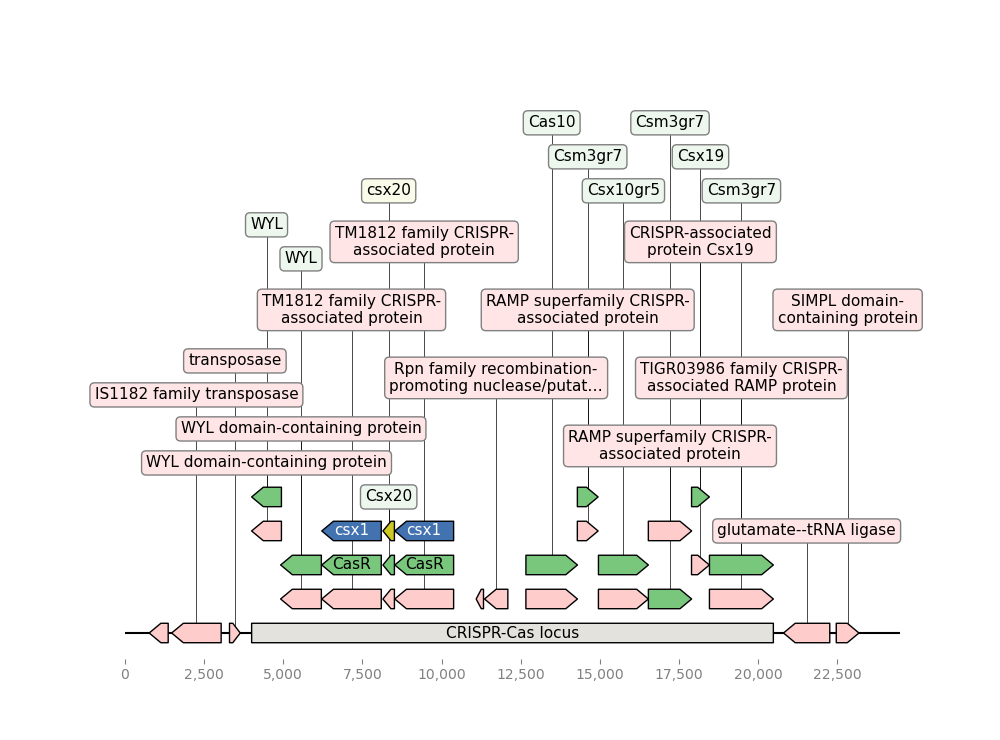 Cas10
Csm3gr7
Csm3gr7
Csx19
csx20
Csx10gr5
Csm3gr7
WYL
TM1812 family CRISPR-
associated protein
CRISPR-associated
protein Csx19
WYL
TM1812 family CRISPR-
associated protein
RAMP superfamily CRISPR-
associated protein
SIMPL domain-
containing protein
transposase
Rpn family recombination-
promoting nuclease/putat...
TIGR03986 family CRISPR-
associated RAMP protein
IS1182 family transposase
WYL domain-containing protein
RAMP superfamily CRISPR-
associated protein
WYL domain-containing protein
Csx20
csx1
csx1
glutamate--tRNA ligase
CasR
CasR
CRISPR-Cas locus
0
2,500
5,000
7,500
10,000
12,500
15,000
17,500
20,000
22,500